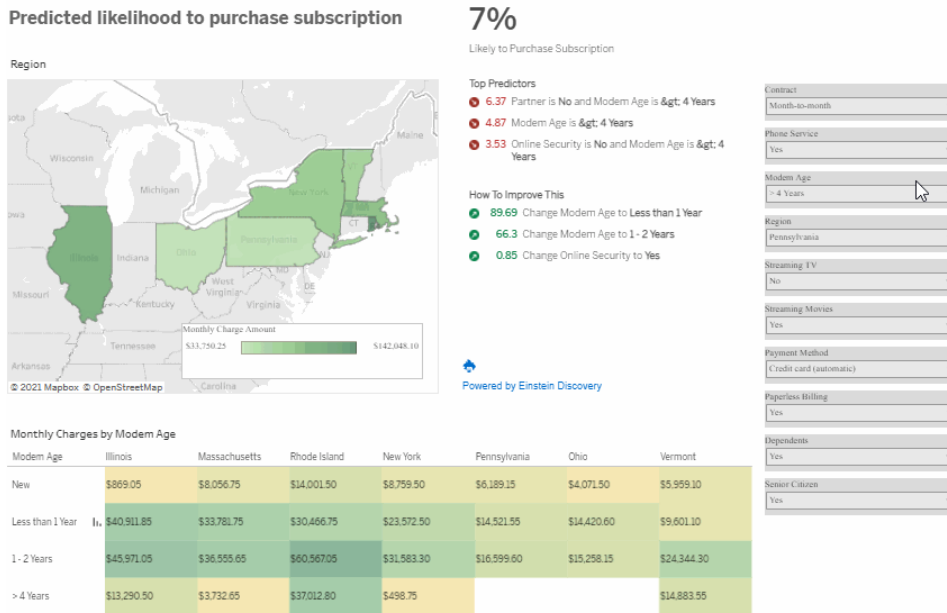 Predicted likelihood to purchase subscription
7%
Likely to Purchase Subscription
Region
Top Predictors
6.37 Partner is No and Modem Age is &gt; 4 Years
4.87 Modem Age is &gt; 4 Years
3.53 Online Security is No and Modem Age is &gt; 4
Years
How To Improve This
89.69 Change Modem Age to Less than 1 Year
66.3 Change Modem Age to 1 - 2 Years
0.85 Change Online Security to Yes
Powered by Einstein Discovery
Maine
Wisconsin
Michigan
New York
CT
Pennsylvania
Ohio
Illinois
Indiana
NJ
MD
DE
West
Virginia
Virginia
Missouri
Kentucky
Tennessee
Arkansas
Carolina
Monthly Charge Amount
$33,750.25 $142,048.10
© 2021 Mapbox © OpenStreetMap
Contract
Month-to-month
Phone Service
Yes
Modem Age
> 4 Years
Region
Pennsylvania
Streaming TV
No
Streaming Movies
Yes
Payment Method
Credit card (automatic)
Paperless Billing
Yes
Dependents
Yes
Senior Citizen
Yes
Monthly Charges by Modem Age
Modem Age Illinois Massachusetts Rhode Island New York Pennsylvania Ohio Vermont
New $869.05 $8,056.75 $14,001.50 $8,759.50 $6,189.15 $4,071.50 $5,959.10
Less than 1 Year $40,911.85 $33,781.75 $30,466.75 $23,572.50 $14,521.55 $14,420.60 $9,601.10
1 - 2 Years $45,971.05 $36,555.65 $60,567.05 $31,583.30 $16,599.60 $15,258.15 $24,344.30
> 4 Years $13,290.50 $3,732.65 $37,012.80 $498.75 $14,883.55